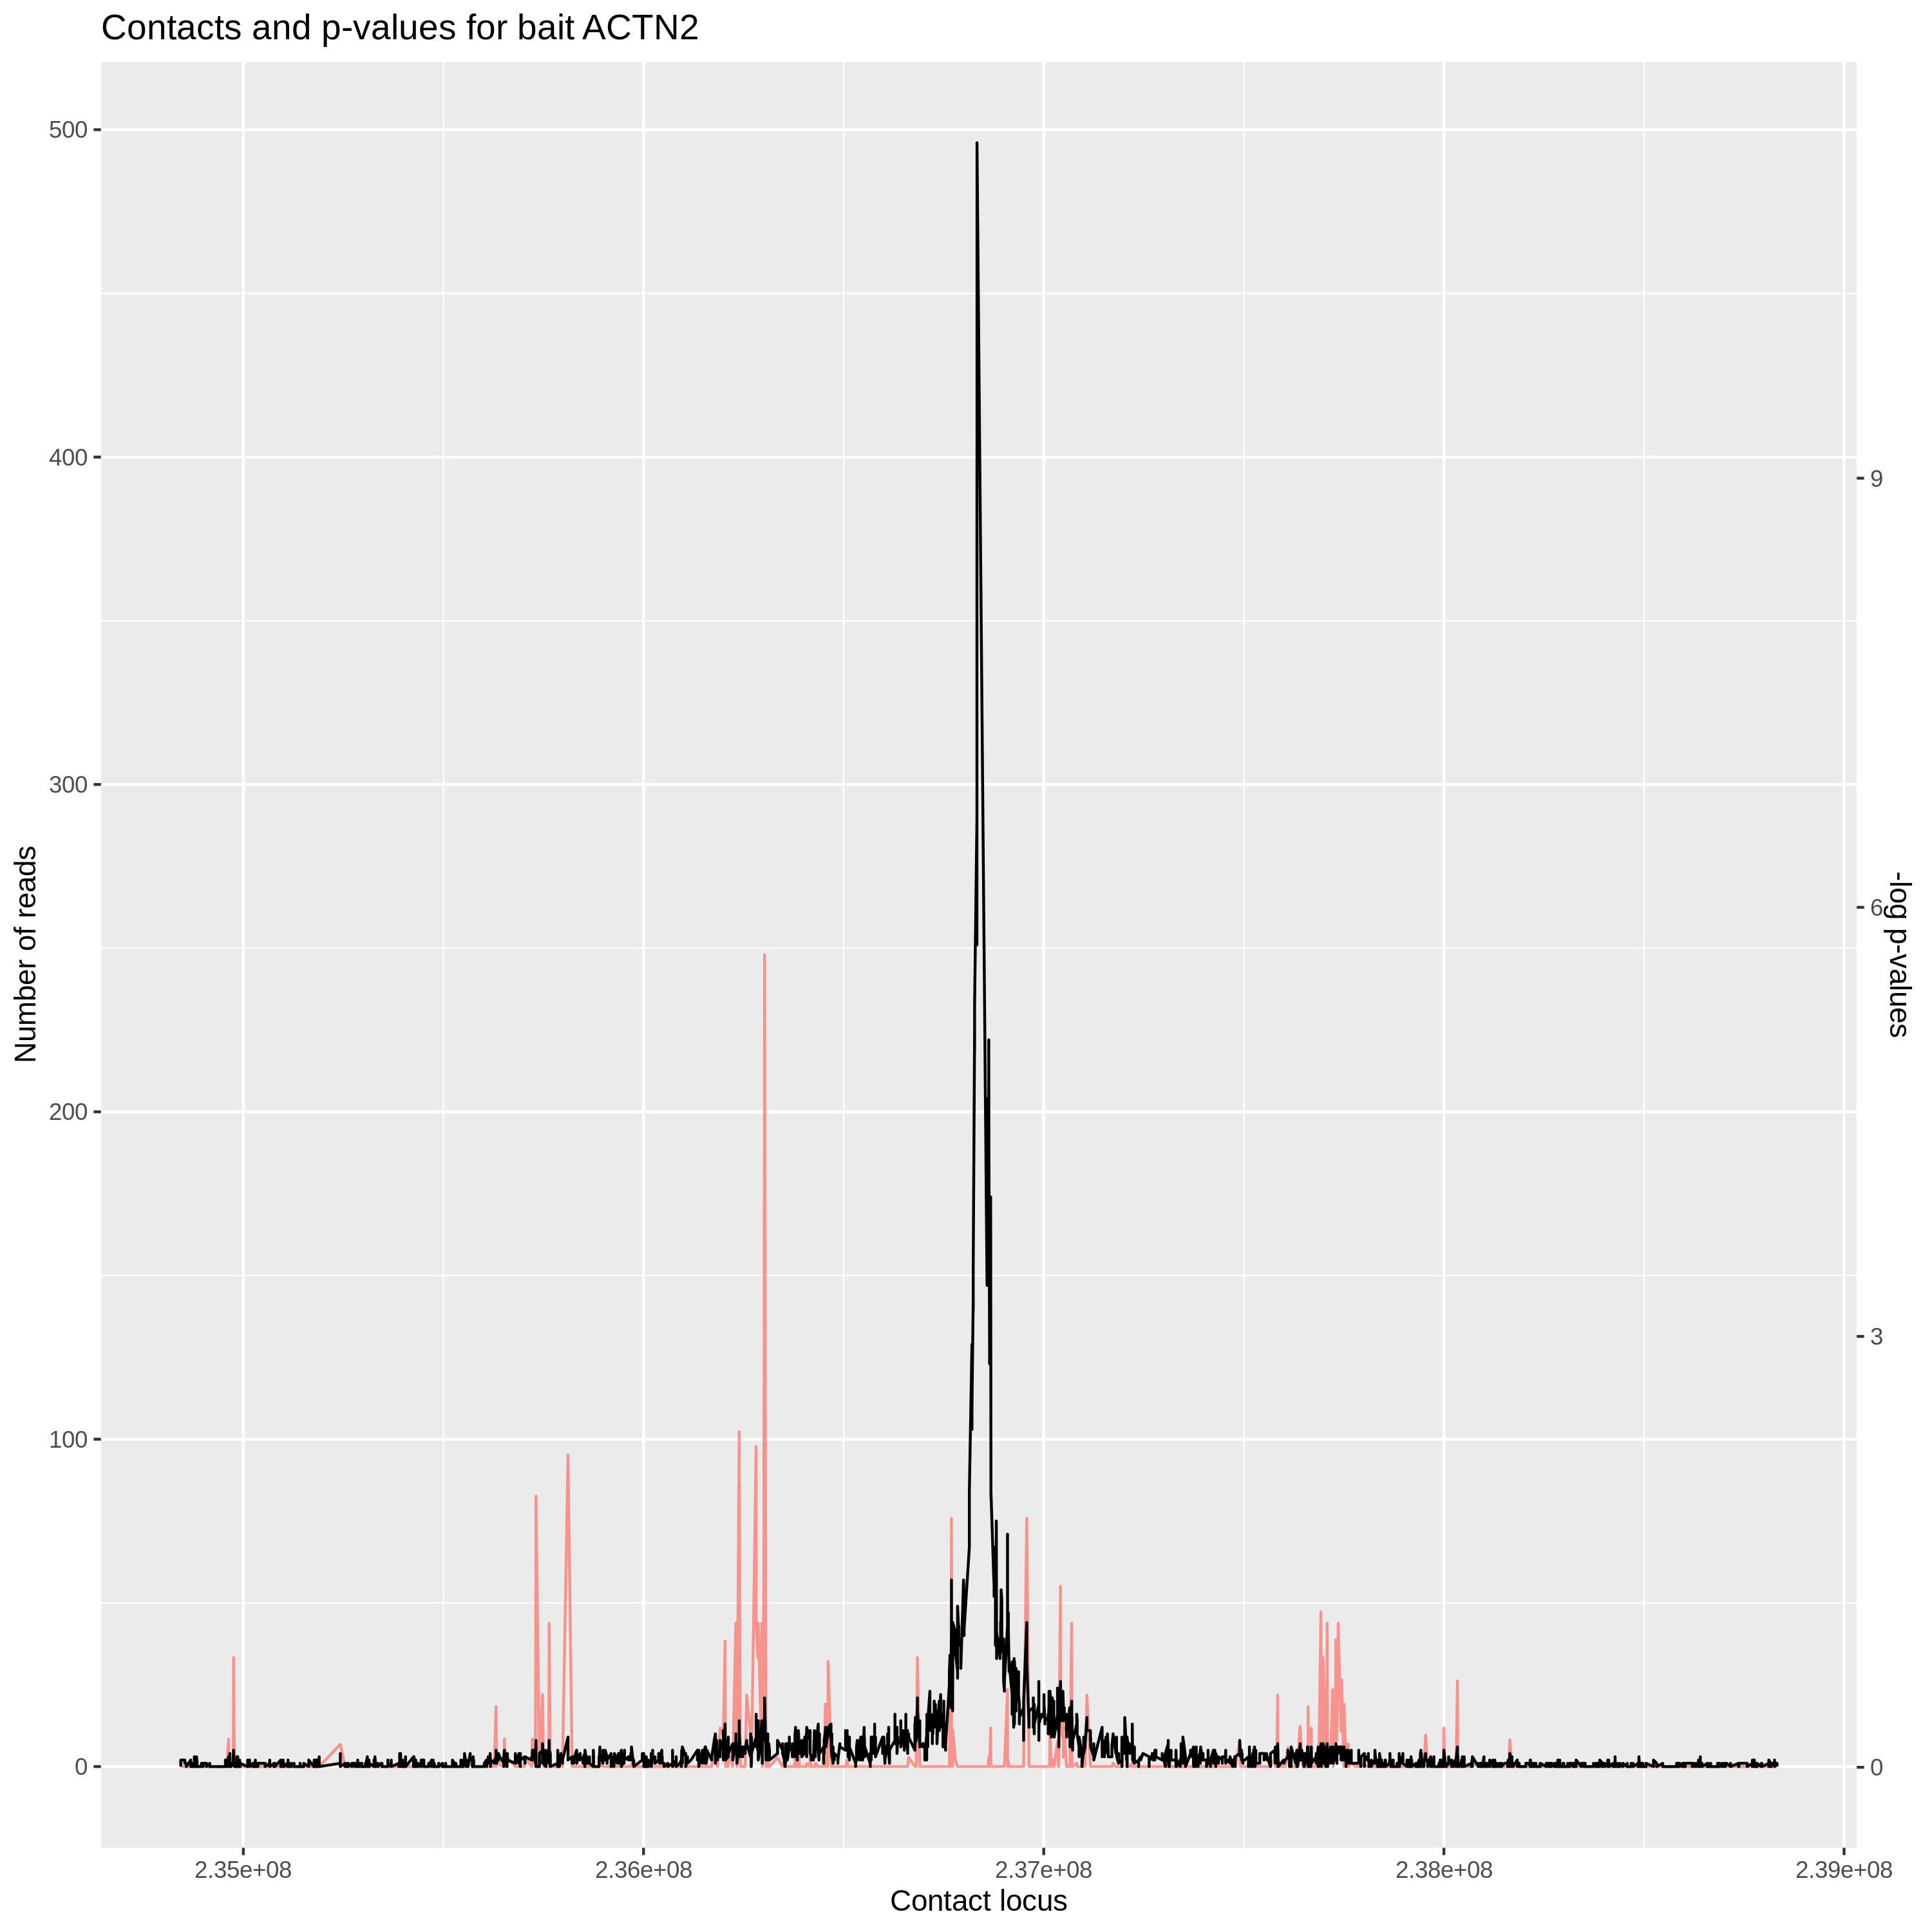 Contacts and p-values for bait ACTN2
500
400
300
200
100
0
Number of reads
9
6
3
0
-log p-values
2.35e+08
2.36e+08
2.37e+08
2.38e+08
2.39e+08
Contact locus